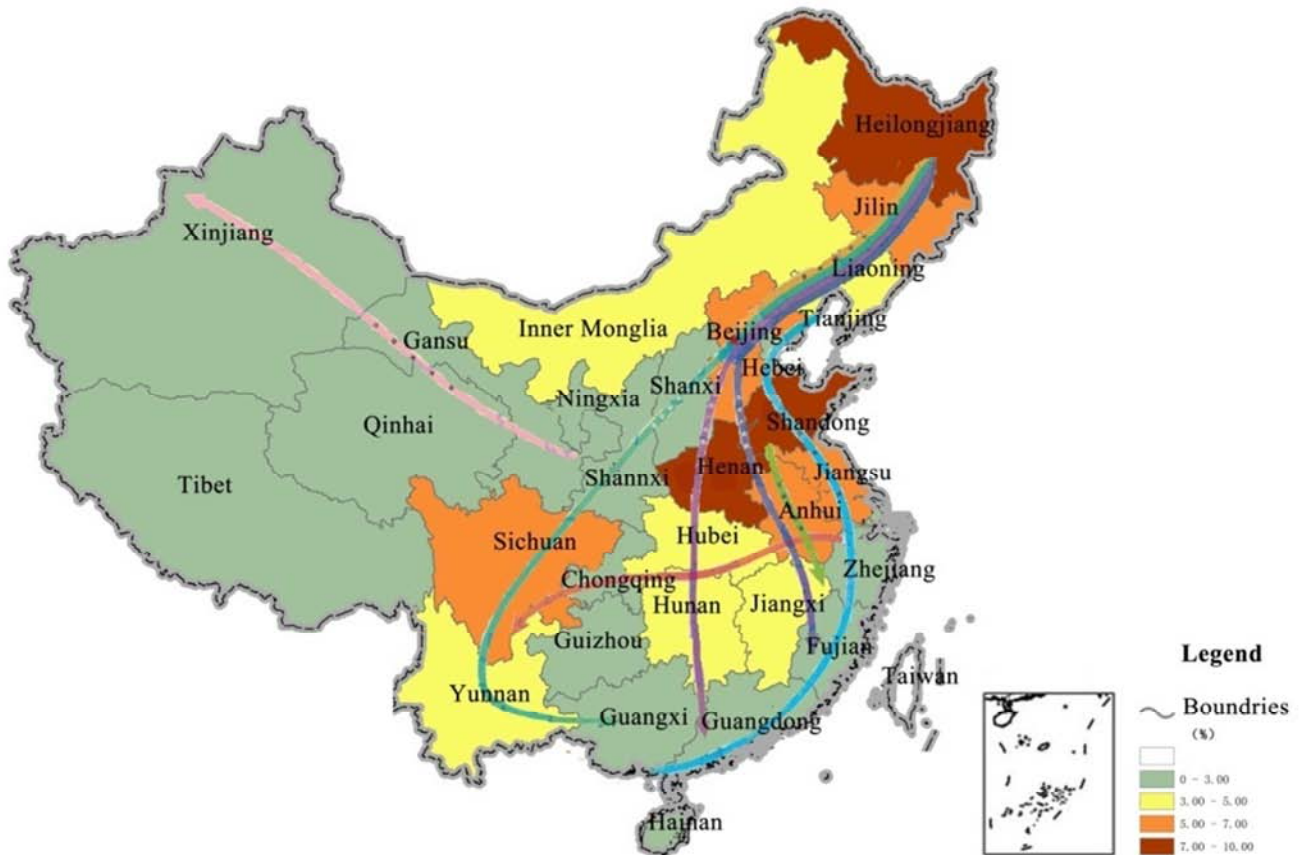 Heilongjiang
Jilin
Xinjiang
Liaoning
Tianjing
Inner Monglia
Beijing
Gansu
Hebei
Shanxi
Ningxia
Qinhai
Shandong
Henan
Jiangsu
Shannxi
Tibet
Anhui
Sichuan
Hubei
Zhejiang
Chongqing
Hunan
Jiangxi
Guizhou
Fujian
Taiwan
Yunnan
Guangxi
Guangdong
Hainan
Legend
Boundries
(%)
0 - 3.00
3.00 - 5.00
5.00 - 7.00
7.00 - 10.00